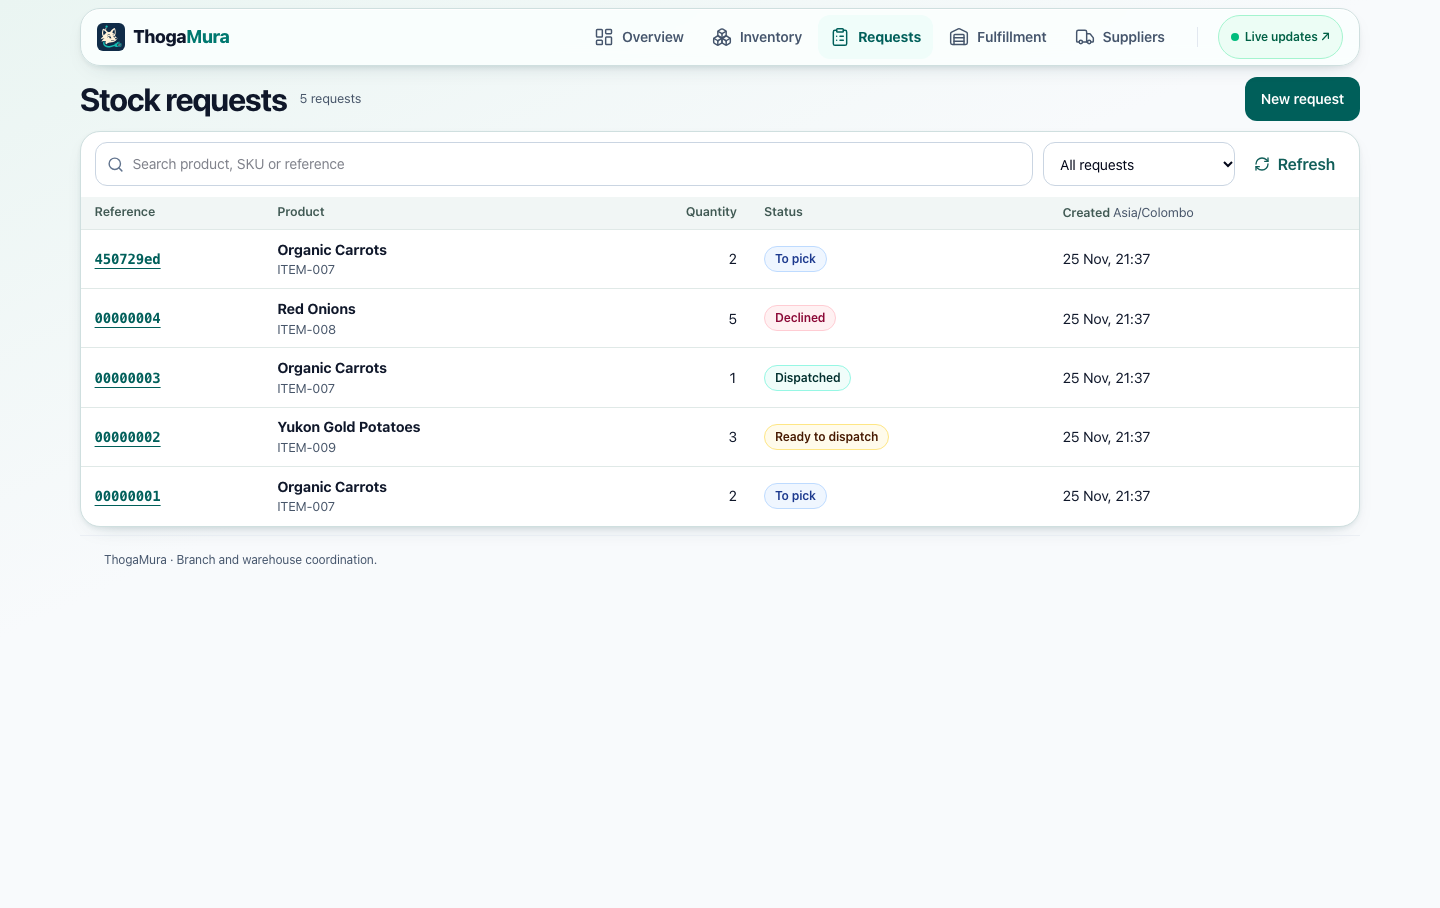 ThogaMura
Overview
Inventory
Requests
Fulfillment
Suppliers
Live updates ↗
Stock requests
5 requests
New request
Search product, SKU or reference
All requests
Refresh
Reference Product Quantity Status Created Asia/Colombo
450729ed Organic Carrots 2 To pick 25 Nov, 21:37
ITEM-007
00000004 Red Onions 5 Declined 25 Nov, 21:37
ITEM-008
00000003 Organic Carrots 1 Dispatched 25 Nov, 21:37
ITEM-007
00000002 Yukon Gold Potatoes 3 Ready to dispatch 25 Nov, 21:37
ITEM-009
00000001 Organic Carrots 2 To pick 25 Nov, 21:37
ITEM-007
ThogaMura · Branch and warehouse coordination.